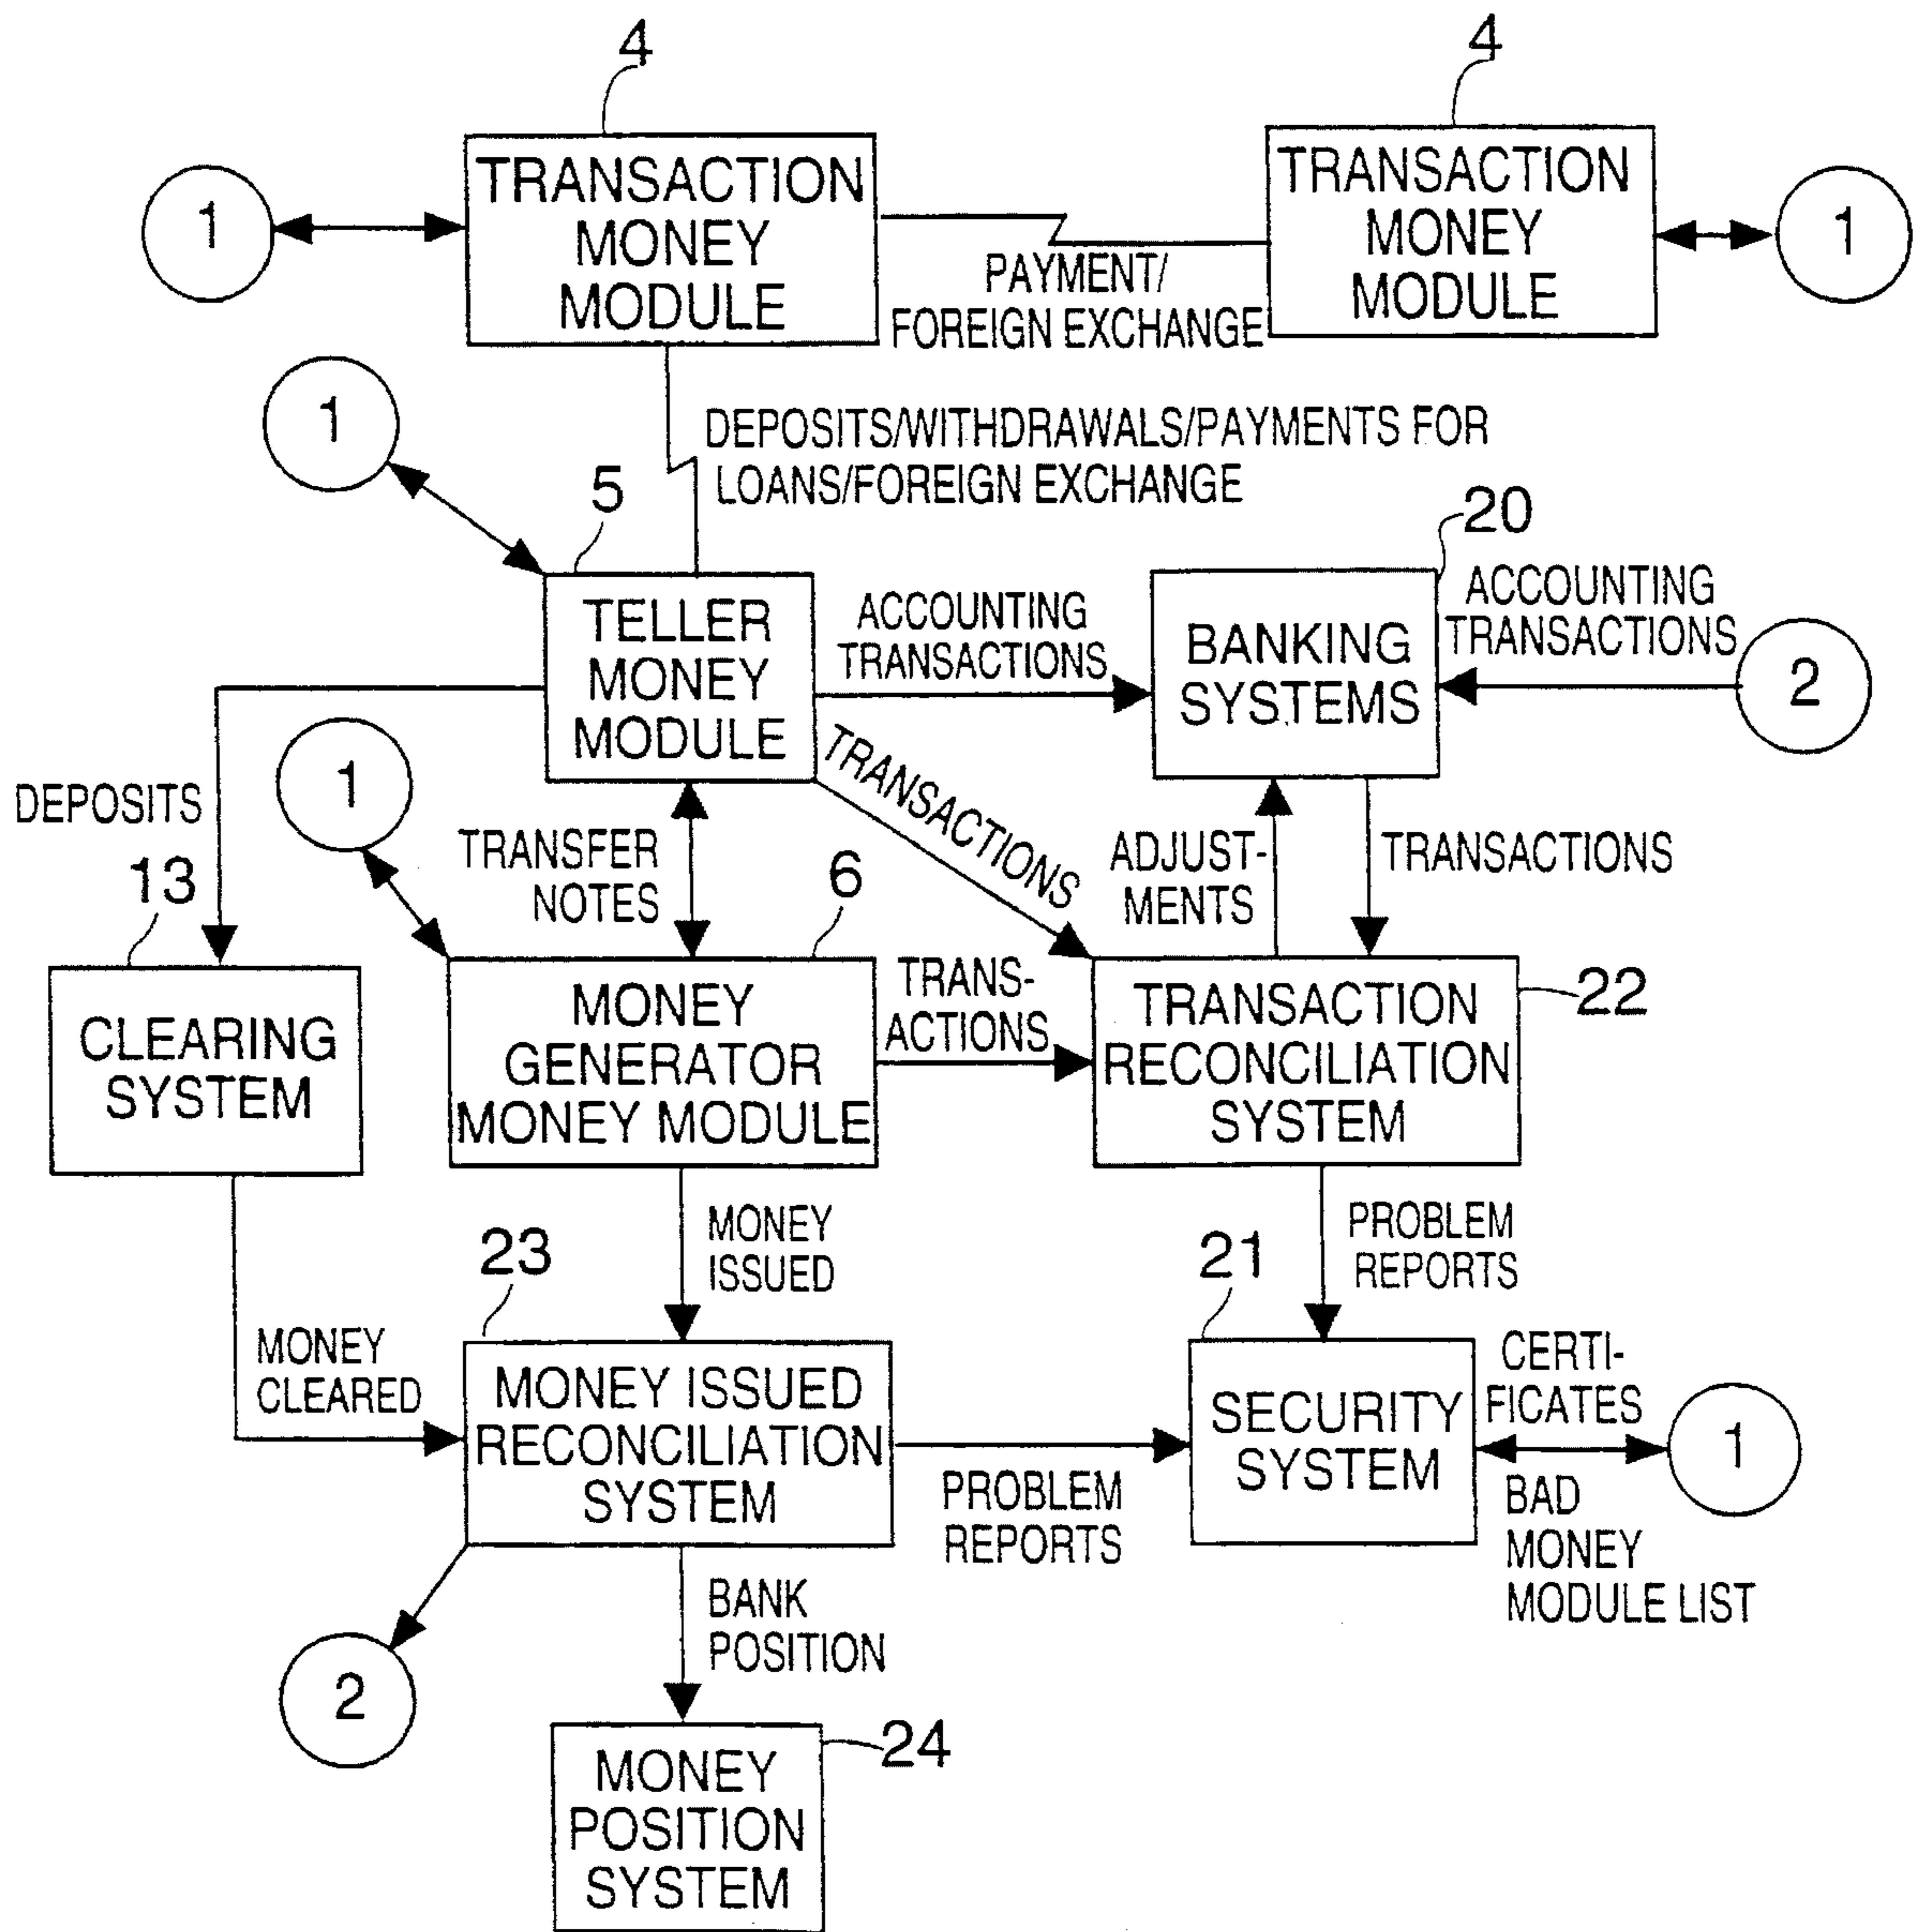 4
4
TRANSACTION
MONEY
MODULE
TRANSACTION
MONEY
MODULE
1
1
PAYMENT/
FOREIGN EXCHANGE
1
DEPOSITS/WITHDRAWALS/PAYMENTS FOR
LOANS/FOREIGN EXCHANGE
5
20
TELLER
MONEY
MODULE
ACCOUNTING
TRANSACTIONS
BANKING
SYSTEMS
ACCOUNTING
TRANSACTIONS
2
DEPOSITS
1
TRANSFER
NOTES
TRANSACTIONS
ADJUST-
MENTS
TRANSACTIONS
13
6
CLEARING
SYSTEM
MONEY
GENERATOR
MONEY MODULE
TRANS-
ACTIONS
TRANSACTION
RECONCILIATION
SYSTEM
22
MONEY
ISSUED
PROBLEM
REPORTS
23
21
MONEY
CLEARED
MONEY ISSUED
RECONCILIATION
SYSTEM
PROBLEM
REPORTS
SECURITY
SYSTEM
CERTI-
FICATES
1
BAD
MONEY
MODULE LIST
2
BANK
POSITION
24
MONEY
POSITION
SYSTEM